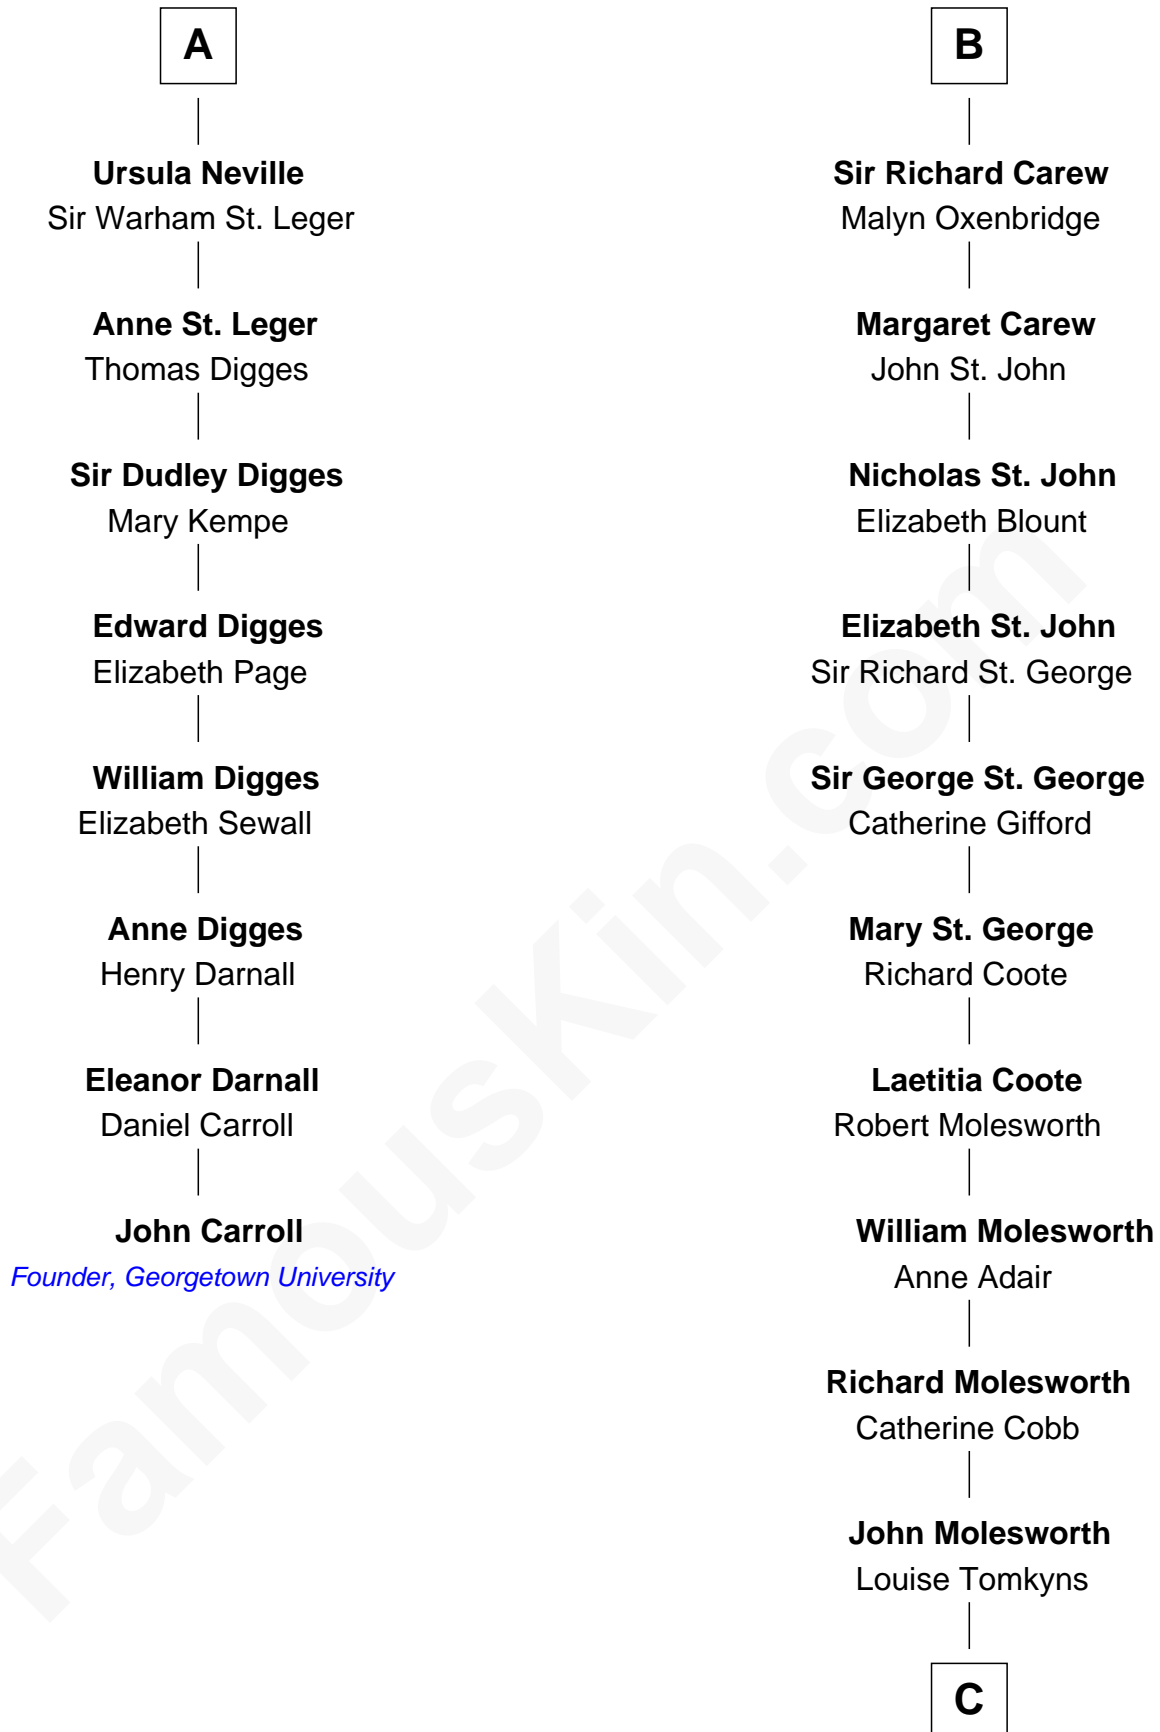 A
Ursula Neville
Sir Warham St. Leger
Anne St. Leger
Thomas Digges
Sir Dudley Digges
Mary Kempe
Edward Digges
Elizabeth Page
William Digges
Elizabeth Sewall
Anne Digges
Henry Darnall
Eleanor Darnall
Daniel Carroll
John Carroll
Founder, Georgetown University
B
Sir Richard Carew
Malyn Oxenbridge
Margaret Carew
John St. John
Nicholas St. John
Elizabeth Blount
Elizabeth St. John
Sir Richard St. George
Sir George St. George
Catherine Gifford
Mary St. George
Richard Coote
Laetitia Coote
Robert Molesworth
William Molesworth
Anne Adair
Richard Molesworth
Catherine Cobb
John Molesworth
Louise Tomkyns
C
FamousKin.com